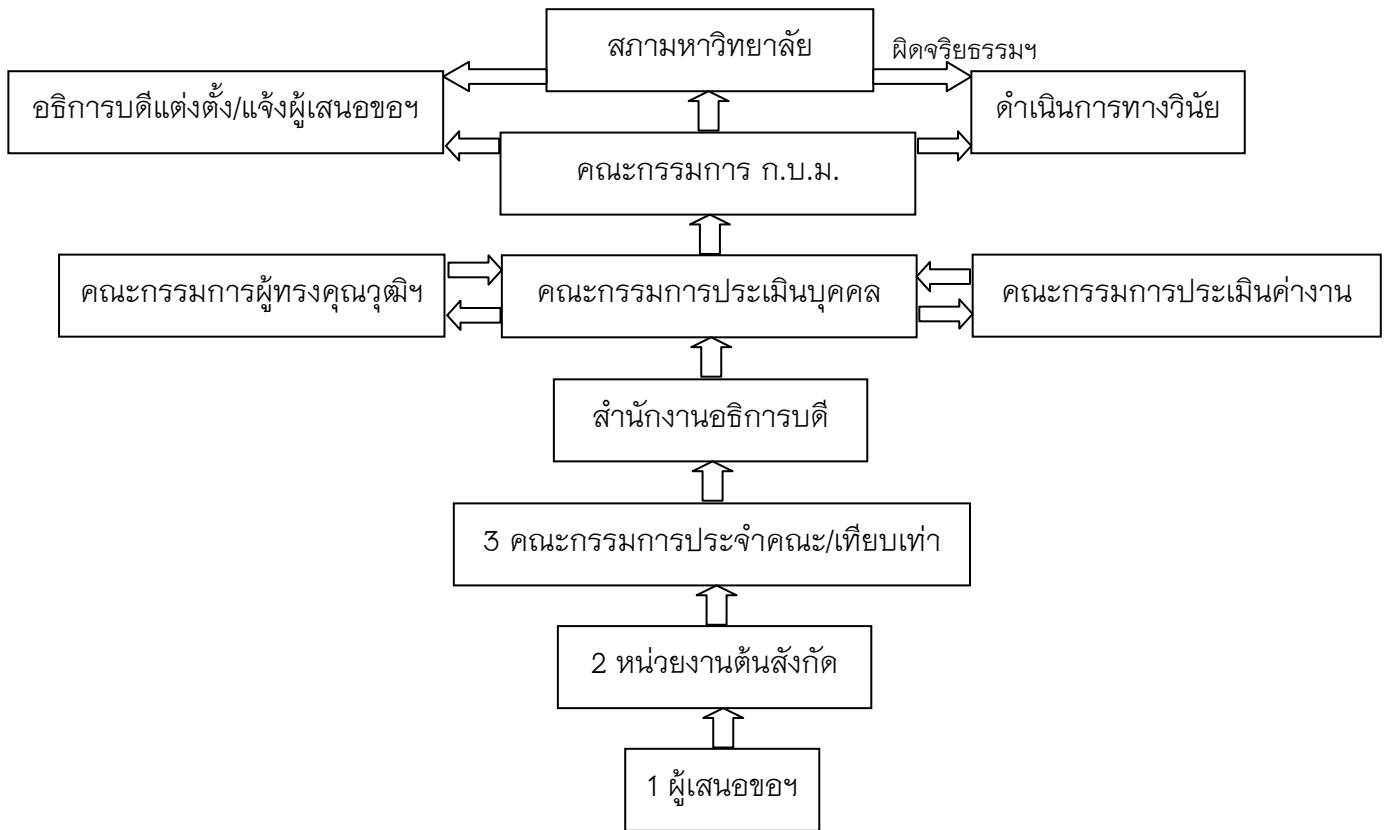 สภามหาวิทยาลัย
ผิดจริยธรรมฯ
อธิการบดีแต่งตั้ง/แจ้งผู้เสนอขอฯ
ดำเนินการทางวินัย
คณะกรรมการ ก.บ.ม.
คณะกรรมการผู้ทรงคุณวุฒิฯ
คณะกรรมการประเมินบุคคล
คณะกรรมการประเมินค่างาน
สำนักงานอธิการบดี
3 คณะกรรมการประจำคณะ/เทียบเท่า
2 หน่วยงานต้นสังกัด
1 ผู้เสนอขอฯ